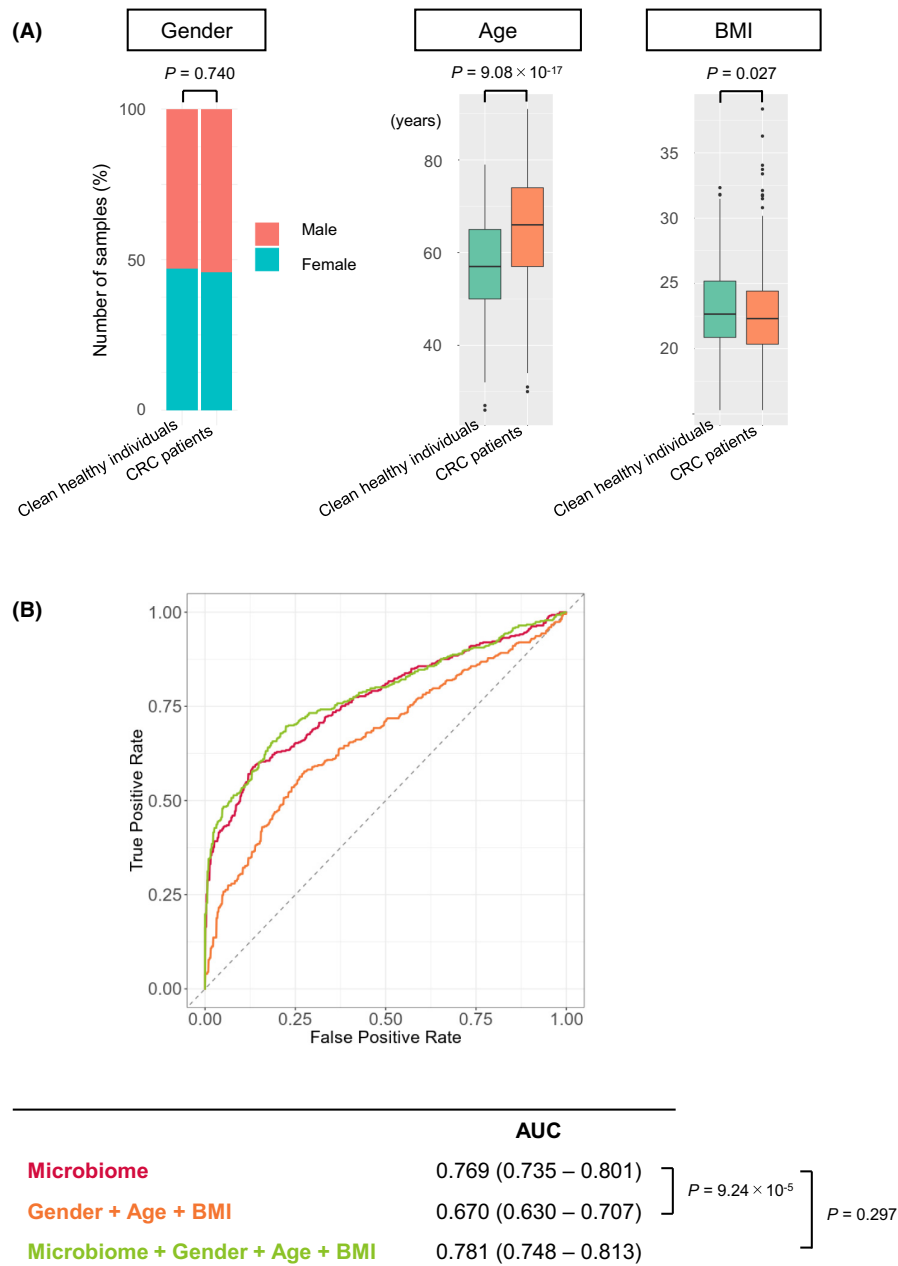 (A)
Gender
Age
BMI
P = 0.740
P = 9.08 × 10-17
P = 0.027
Number of samples (%)
100
50
0
Male
Female
Clean healthy individuals
CRC patients
(years)
80
60
40
Clean healthy individuals
CRC patients
35
30
25
20
Clean healthy individuals
CRC patients
(B)
True Positive Rate
1.00
0.75
0.50
0.25
0.00
0.00 0.25 0.50 0.75 1.00
False Positive Rate
AUC
Microbiome 0.769 (0.735 – 0.801)
P = 9.24 × 10-5
Gender + Age + BMI 0.670 (0.630 – 0.707)
P = 0.297
Microbiome + Gender + Age + BMI 0.781 (0.748 – 0.813)